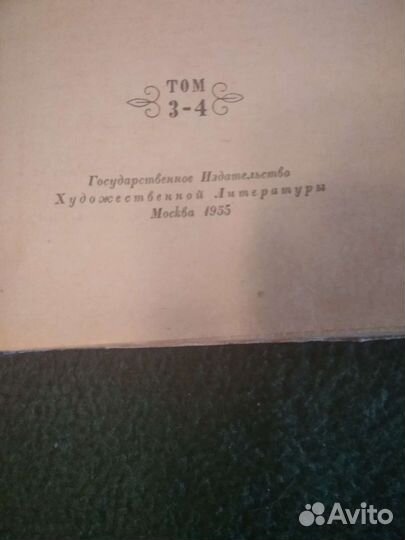 ТОМ
3-4
Государственное Издательство
Художественной Литературы
Москва 1955
Avito